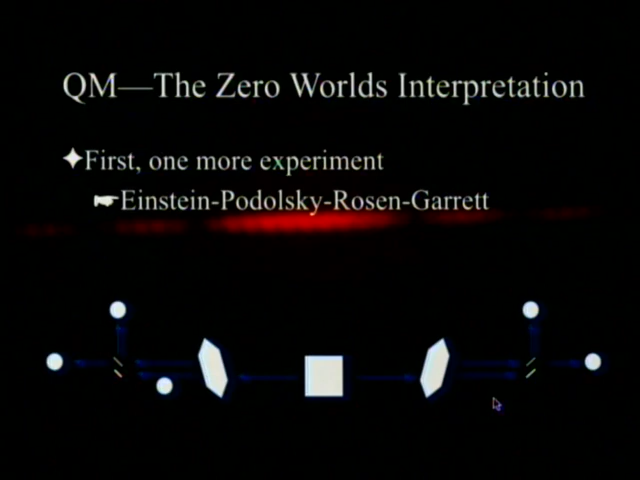 QM—The Zero Worlds Interpretation
First, one more experiment
Einstein-Podolsky-Rosen-Garrett